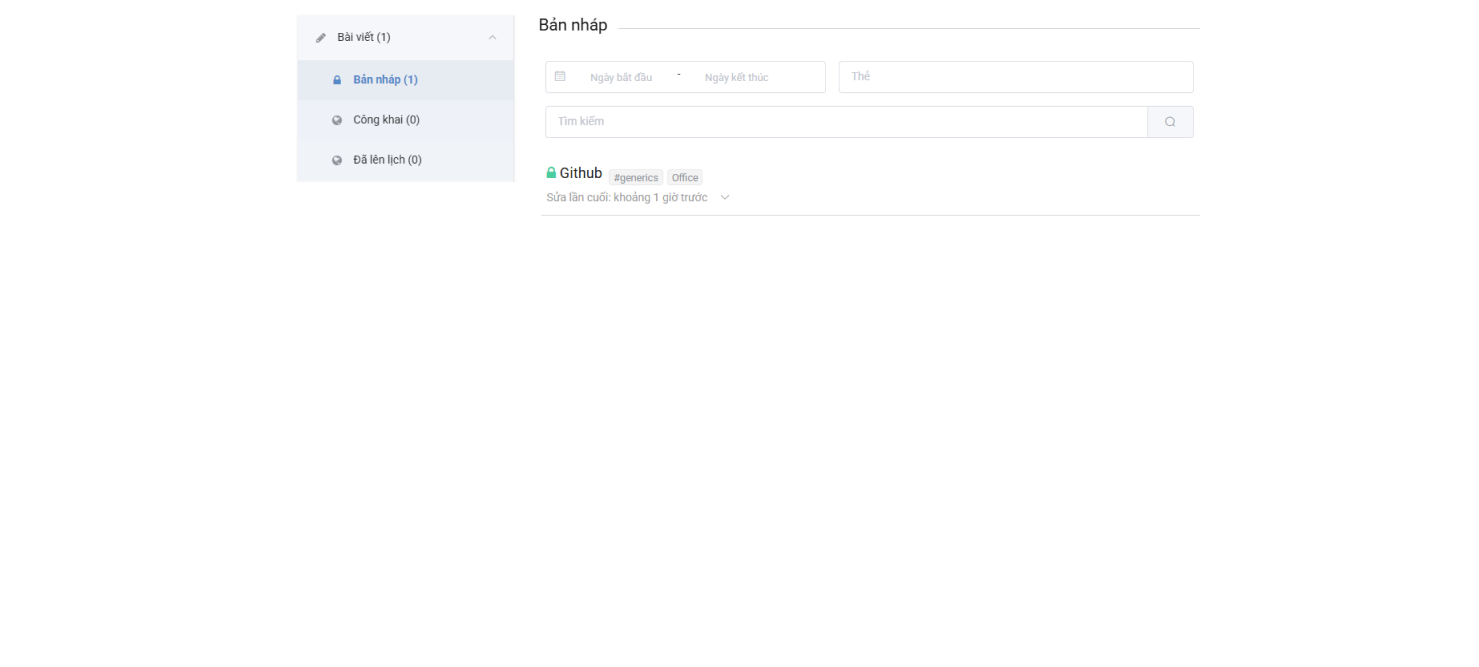 Bài viết (1)
Bản nháp (1)
Công khai (0)
Đã lên lịch (0)
Bản nháp
Ngày bắt đầu - Ngày kết thúc
Thẻ
Tìm kiếm
Github #generics Office
Sửa lần cuối: khoảng 1 giờ trước